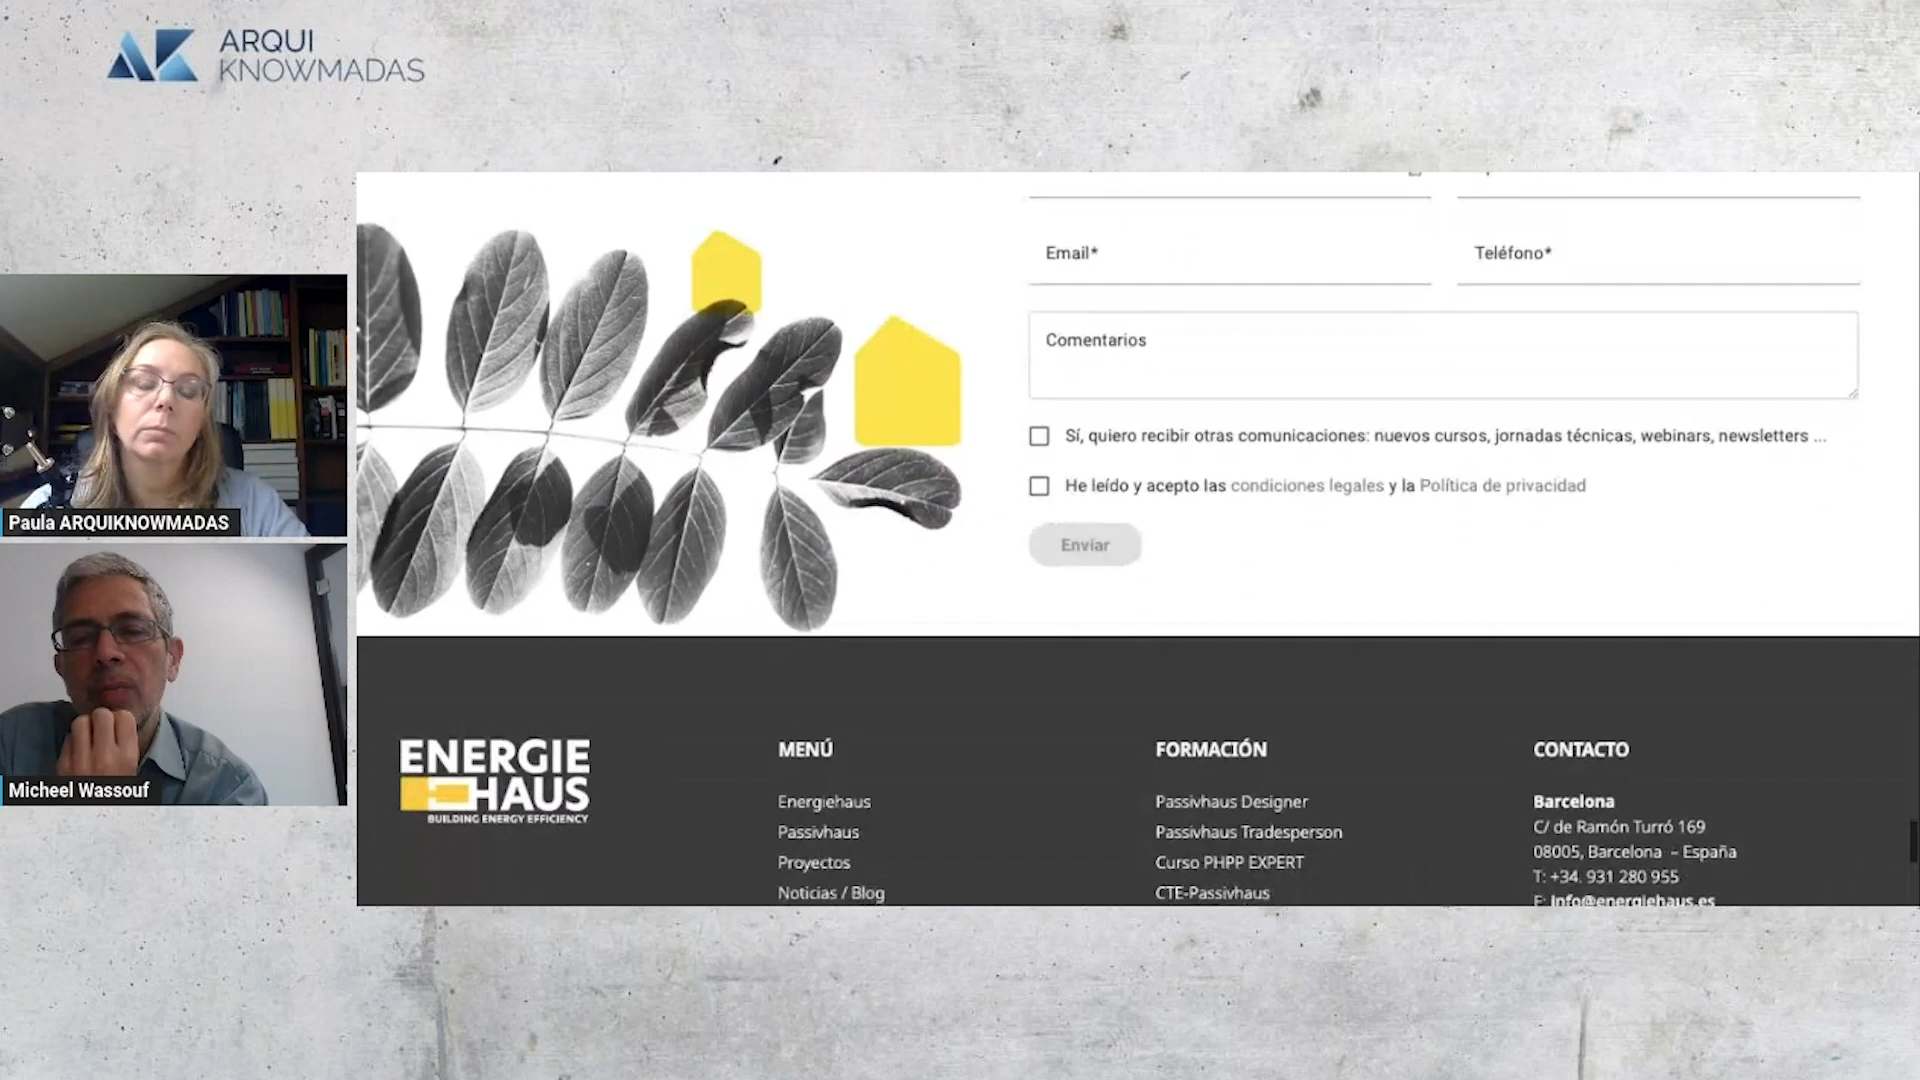 ARQUI
KNOWMADAS
Email*
Teléfono*
Comentarios
Sí, quiero recibir otras comunicaciones: nuevos cursos, jornadas técnicas, webinars, newsletters ...
He leído y acepto las condiciones legales y la Política de privacidad
Enviar
Paula ARQUIKNOWMADAS
Micheel Wassouf
ENERGIE
HAUS
BUILDING ENERGY EFFICIENCY
MENÚ
Energiehaus
Passivhaus
Proyectos
Noticias / Blog
FORMACIÓN
Passivhaus Designer
Passivhaus Tradesperson
Curso PHPP EXPERT
CTE-Passivhaus
CONTACTO
Barcelona
C/ de Ramón Turró 169
08005, Barcelona – España
T: +34. 931 280 955
E: info@energiehaus.es